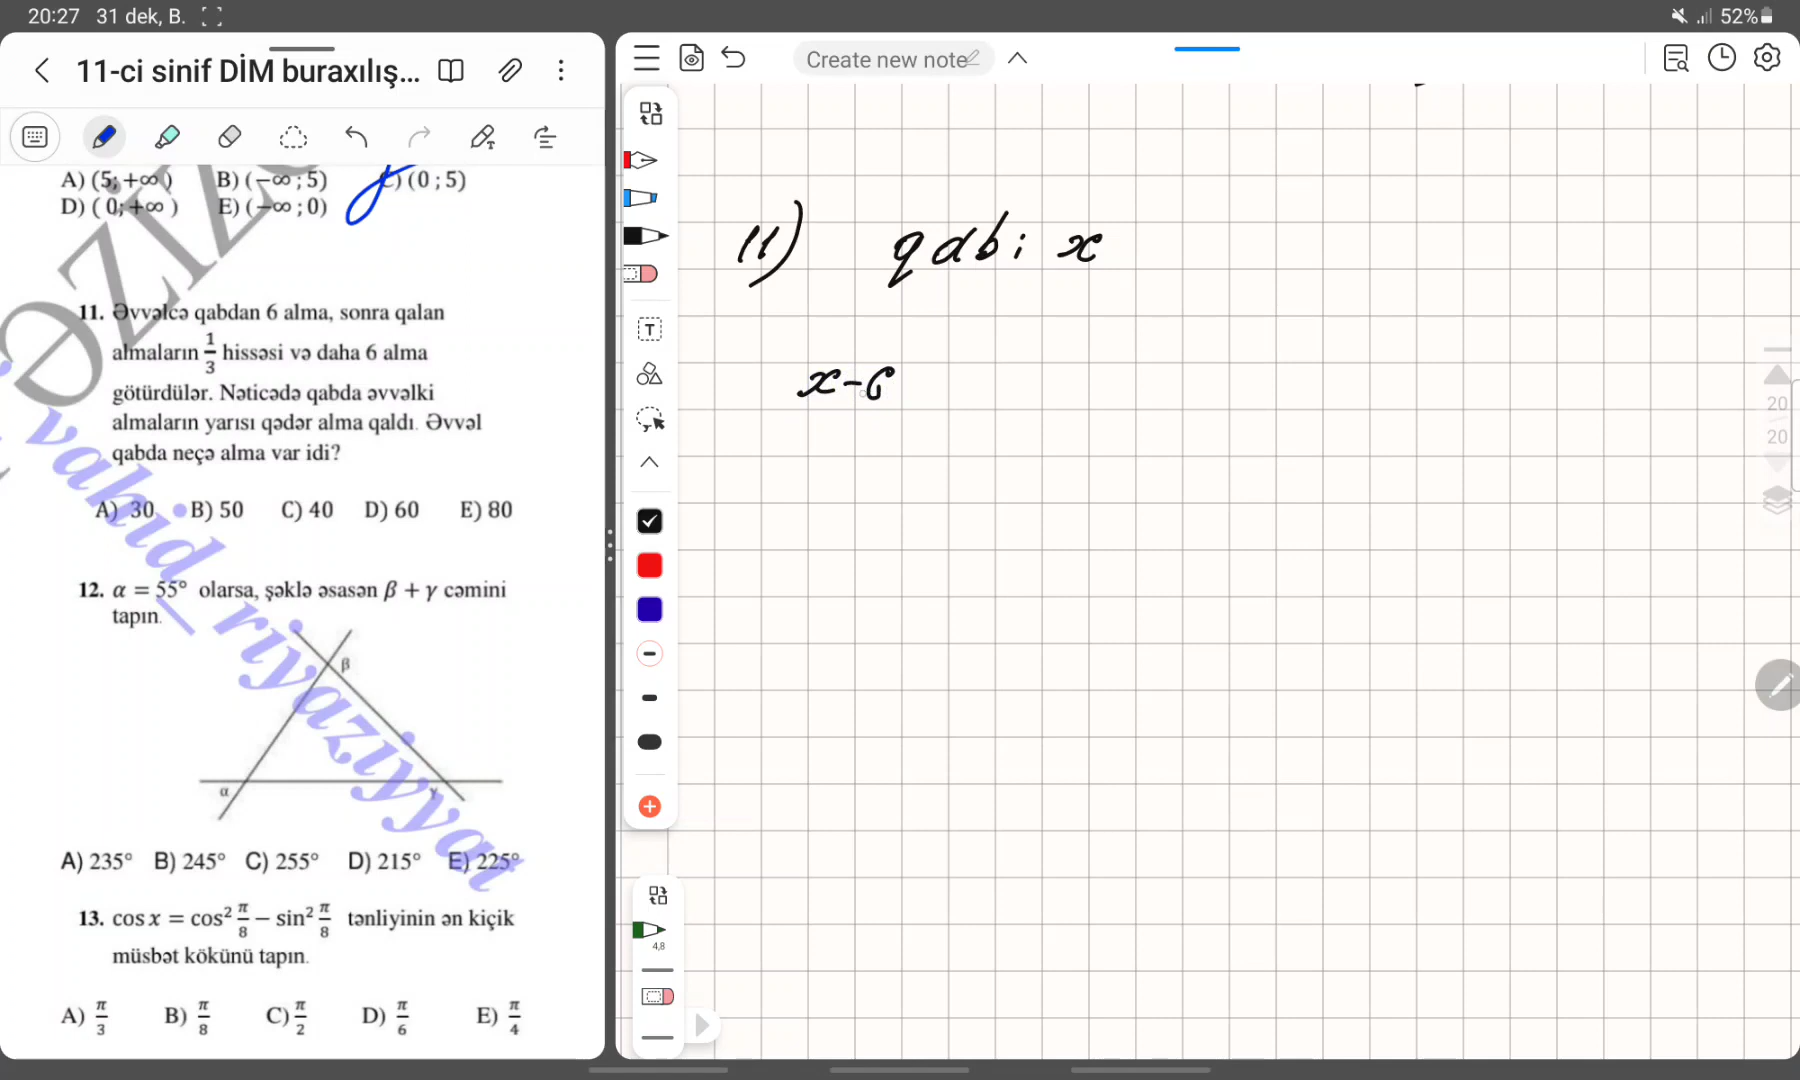 20:27 31 dek, B.
52%
11-ci sinif DİM buraxılış...
Create new note
A) (5; +∞ ) B) (−∞ ; 5) C) (0 ; 5)
D) ( 0; +∞ ) E) (−∞ ; 0)
11. Əvvəlcə qabdan 6 alma, sonra qalan
almaların 1/3 hissəsi və daha 6 alma
götürdülər. Nəticədə qabda əvvəlki
almaların yarısı qədər alma qaldı. Əvvəl
qabda neçə alma var idi?
A) 30 B) 50 C) 40 D) 60 E) 80
12. α = 55° olarsa, şəklə əsasən β + γ cəmini
tapın.
β
α
γ
A) 235° B) 245° C) 255° D) 215° E) 225°
13. cos x = cos² π/8 − sin² π/8 tənliyinin ən kiçik
müsbət kökünü tapın.
A) π/3 B) π/8 C) π/2 D) π/6 E) π/4
vahid_riyaziyyat
ƏZİZ
T
4,8
11) qab; x
x-6
20
20